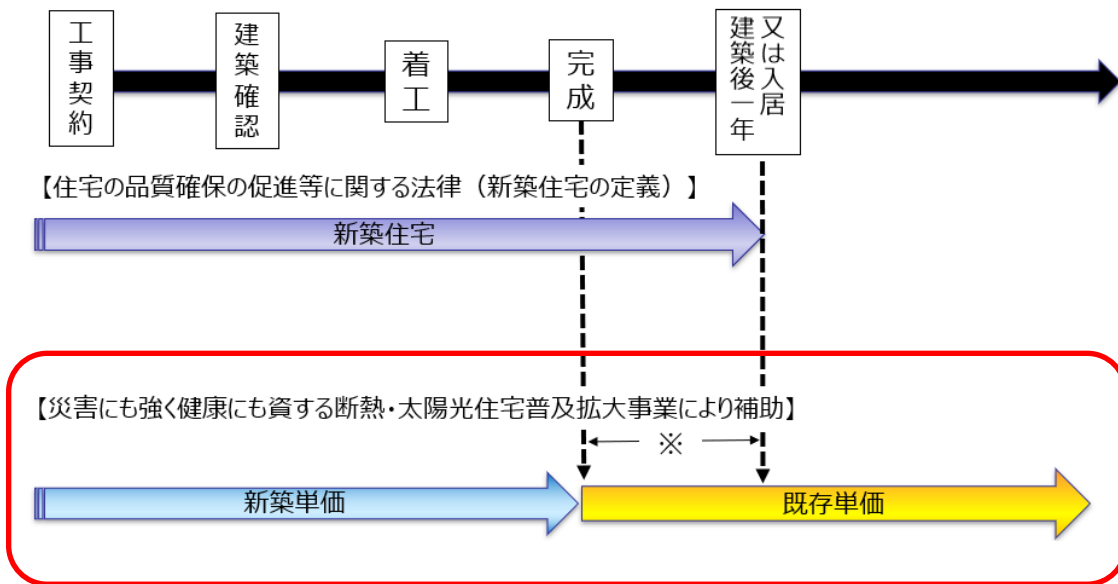 工事契約
建築確認
着工
完成
又は入居
建築後一年
【住宅の品質確保の促進等に関する法律（新築住宅の定義）】
新築住宅
【災害にも強く健康にも資する断熱・太陽光住宅普及拡大事業により補助】
※
新築単価
既存単価